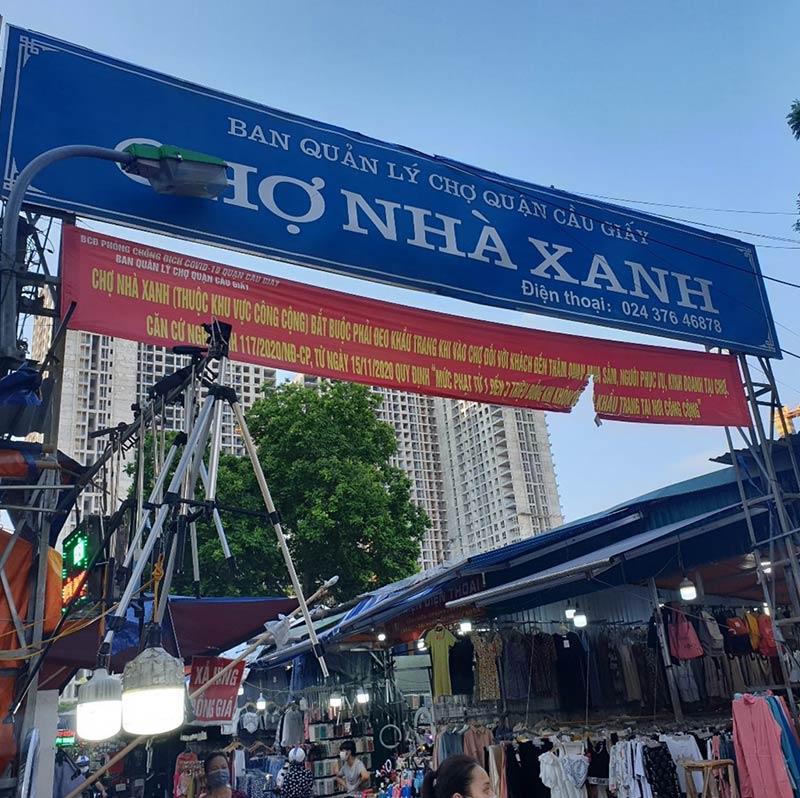 BAN QUẢN LÝ CHỢ QUẬN CẦU GIẤY
CHỢ NHÀ XANH
Điện thoại: 024 376 46878
BCĐ PHÒNG CHỐNG DỊCH COVID-19 QUẬN CẦU GIẤY
BAN QUẢN LÝ CHỢ QUẬN CẦU GIẤY
CHỢ NHÀ XANH (THUỘC KHU VỰC CÔNG CỘNG) BẮT BUỘC PHẢI ĐEO KHẨU TRANG KHI VÀO CHỢ ĐỐI VỚI KHÁCH ĐẾN THĂM QUAN MUA SẮM, NGƯỜI PHỤC VỤ, KINH DOANH TẠI CHỢ.
CĂN CỨ 117/2020/NĐ-CP, TỪ NGÀY 15/11/2020 QUY ĐỊNH "MỨC PHẠT TỪ 1 ĐẾN 3 TRIỆU ĐỒNG KHI KHÔNG KHẨU TRANG TẠI NƠI CÔNG CỘNG"
ĐIỆN THOẠI
XẢ HÀNG
ĐỒNG GIÁ